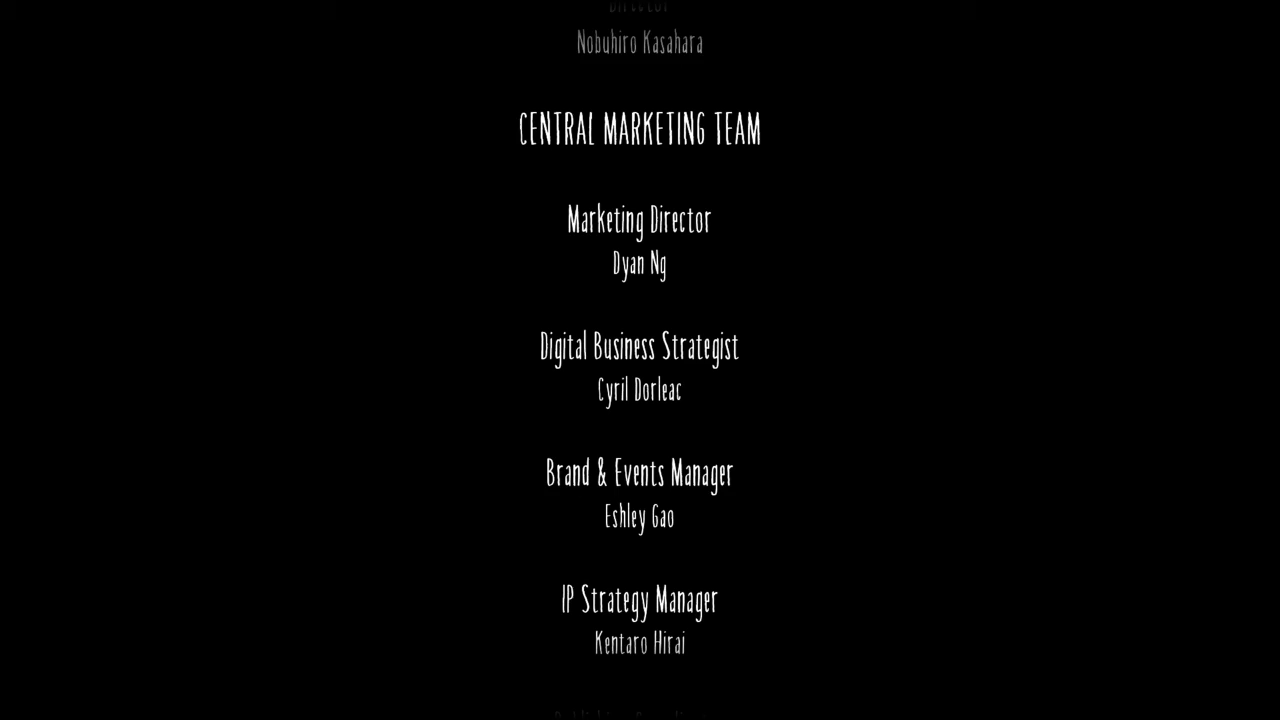 Director
Nobuhiro Kasahara
CENTRAL MARKETING TEAM
Marketing Director
Dyan Ng
Digital Business Strategist
Cyril Dorleac
Brand & Events Manager
Eshley Gao
IP Strategy Manager
Kentaro Hirai